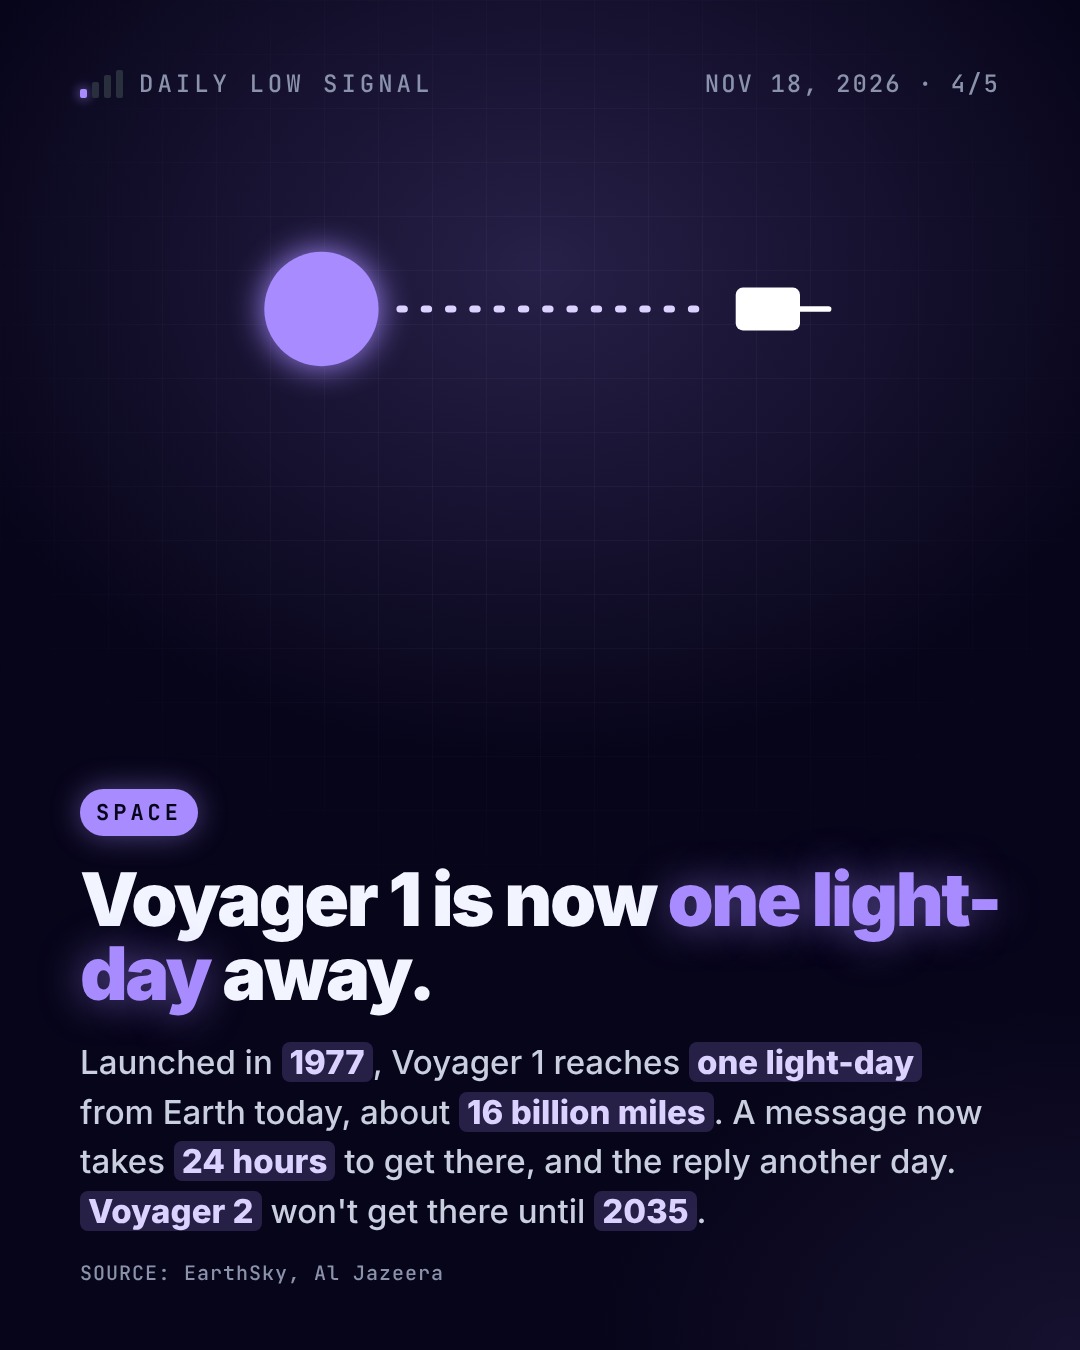 DAILY LOW SIGNAL
NOV 18, 2026 · 4/5
SPACE
Voyager 1 is now one light-
day away.
Launched in 1977, Voyager 1 reaches one light-day
from Earth today, about 16 billion miles. A message now
takes 24 hours to get there, and the reply another day.
Voyager 2 won't get there until 2035.
SOURCE: EarthSky, Al Jazeera